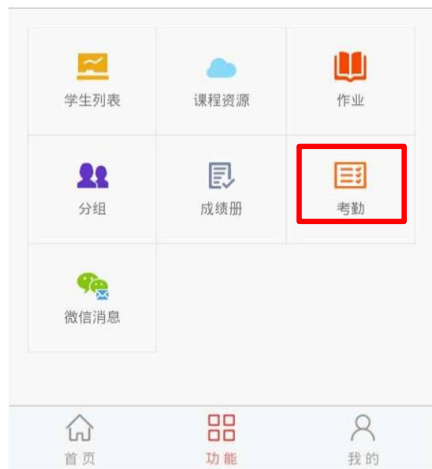 学生列表 课程资源 作业
分组 成绩册 考勤
微信消息
首页 功能 我的